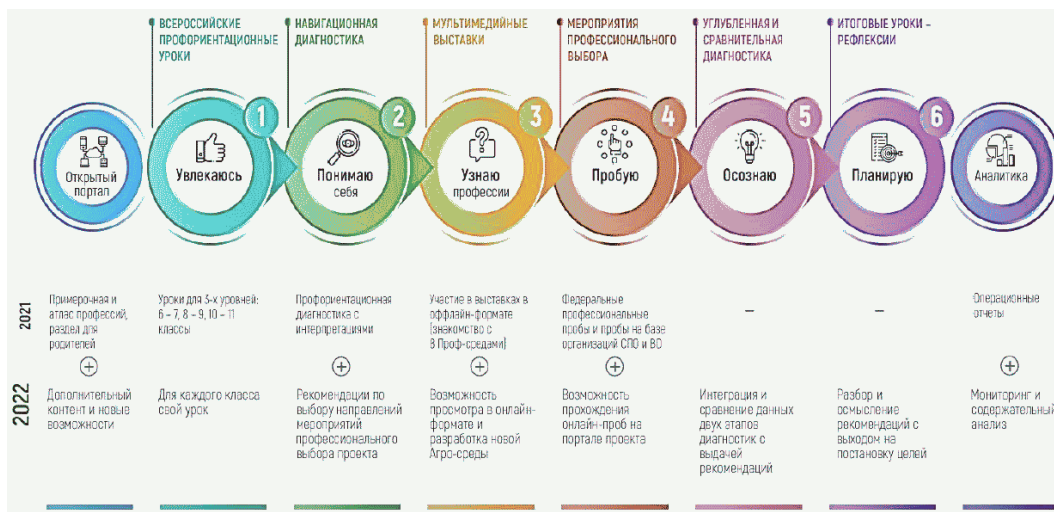 ВСЕРОССИЙСКИЕ
ПРОФОРИЕНТАЦИОННЫЕ
УРОКИ
НАВИГАЦИОННАЯ
ДИАГНОСТИКА
МУЛЬТИМЕДИЙНЫЕ
ВЫСТАВКИ
МЕРОПРИЯТИЯ
ПРОФЕССИОНАЛЬНОГО
ВЫБОРА
УГЛУБЛЕННАЯ И
СРАВНИТЕЛЬНАЯ
ДИАГНОСТИКА
ИТОГОВЫЕ УРОКИ –
РЕФЛЕКСИИ
Открытый
портал
1
Увлекаюсь
2
Понимаю
себя
3
Узнаю
профессии
4
Пробую
5
Осознаю
6
Планирую
Аналитика
2021
Примерочная и
атлас профессий,
раздел для
родителей
Уроки для 3-х уровней:
6 – 7, 8 – 9, 10 – 11
классы
Профориентационная
диагностика с
интерпретациями
Участие в выставках в
оффлайн-формате
(знакомство с
8 Проф-средами)
Федеральные
профессиональные
пробы и пробы на базе
организаций СПО и ВО
–
–
Операционные
отчеты
2022
Дополнительный
контент и новые
возможности
Для каждого класса
свой урок
Рекомендации по
выбору направлений
мероприятий
профессионального
выбора проекта
Возможность
просмотра в онлайн-
формате и
разработка новой
Агро-среды
Возможность
прохождения
онлайн-проб на
портале проекта
Интеграция и
сравнение данных
двух этапов
диагностик с
выдачей
рекомендаций
Разбор и
осмысление
рекомендаций с
выходом на
постановку целей
Мониторинг и
содержательный
анализ